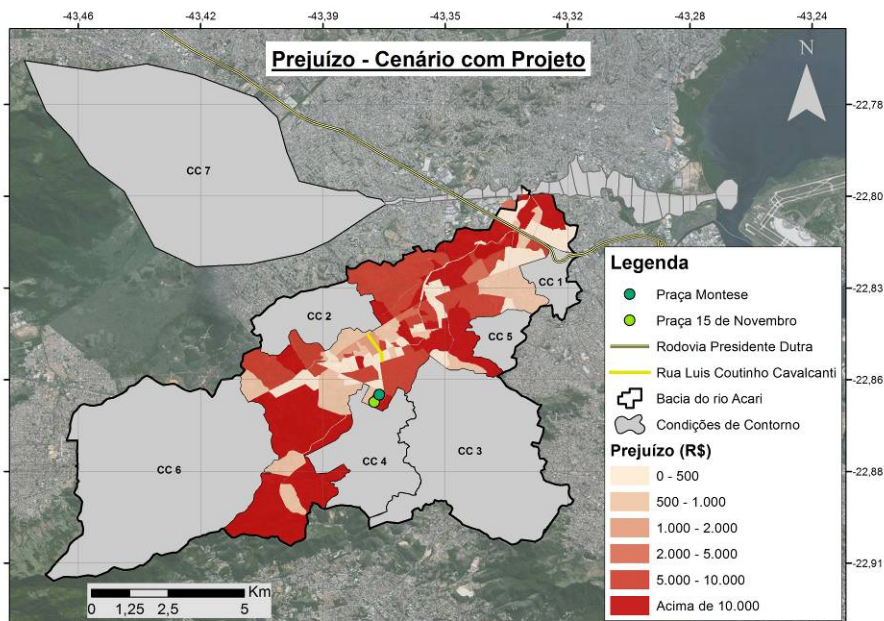 -43,46 -43,42 -43,39 -43,35 -43,32 -43,28 -43,24
Prejuízo - Cenário com Projeto
N
-22,78
CC 7
-22,80
Legenda
CC 1
Praça Montese
-22,83
CC 2
Praça 15 de Novembro
CC 5
Rodovia Presidente Dutra
Rua Luis Coutinho Cavalcanti
-22,86
Bacia do rio Acari
Condições de Contorno
Prejuízo (R$)
CC 6
CC 4
CC 3
0 - 500
-22,88
500 - 1.000
1.000 - 2.000
2.000 - 5.000
-22,91
5.000 - 10.000
Km
0 1,25 2,5 5
Acima de 10.000